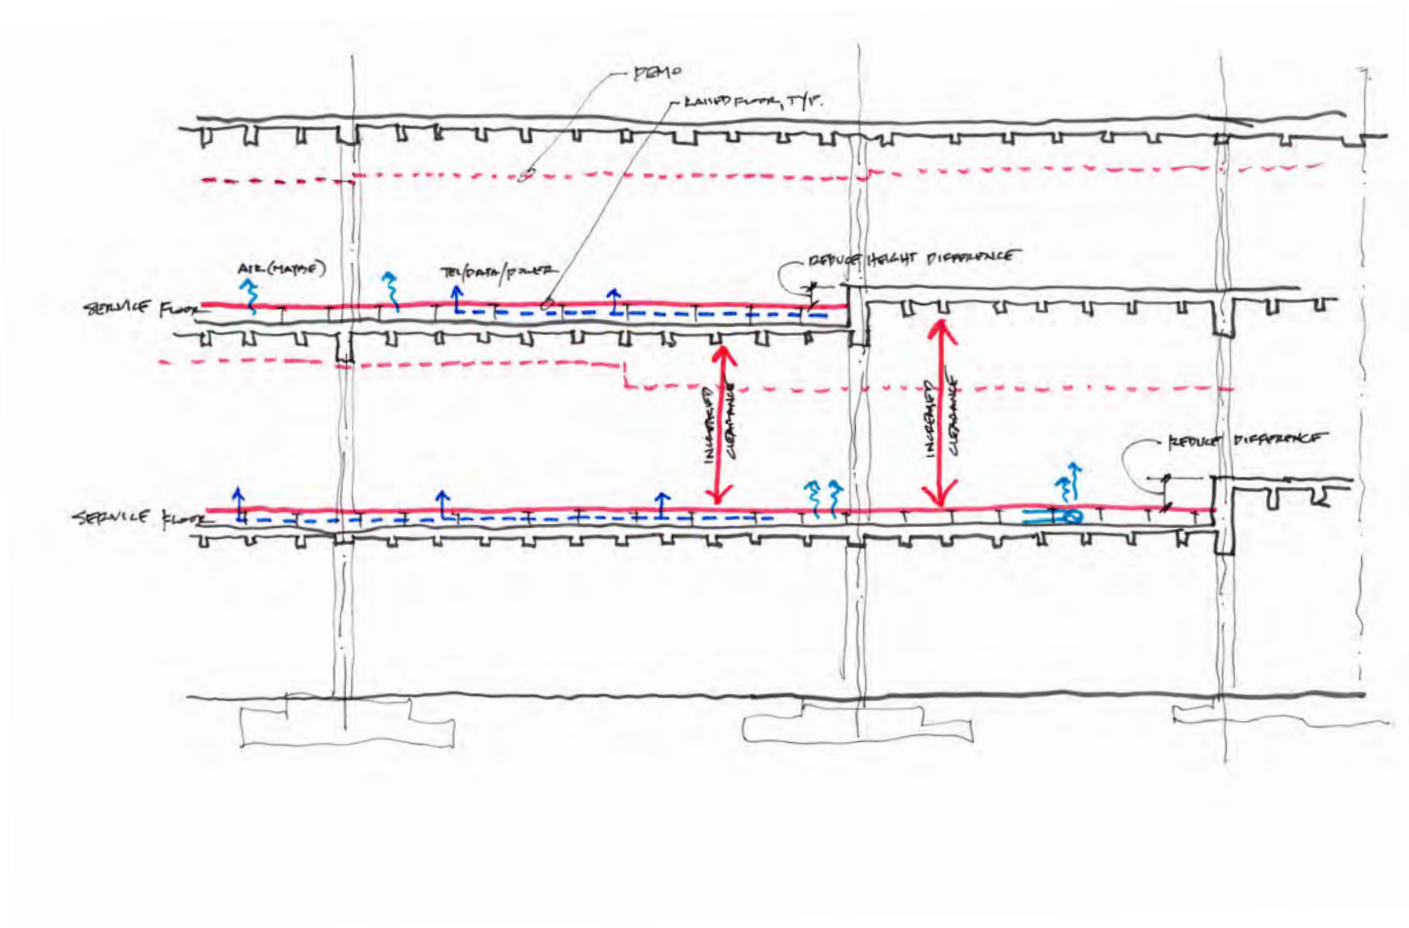 DEMO
RAISED FLOOR, TYP.
REDUCE HEIGHT DIFFERENCE
AIR (MAYBE)
TEL/DATA/POWER
SERVICE FLOOR
INCREASED
CLEARANCE
INCREASED
CLEARANCE
REDUCE DIFFERENCE
SERVICE FLOOR